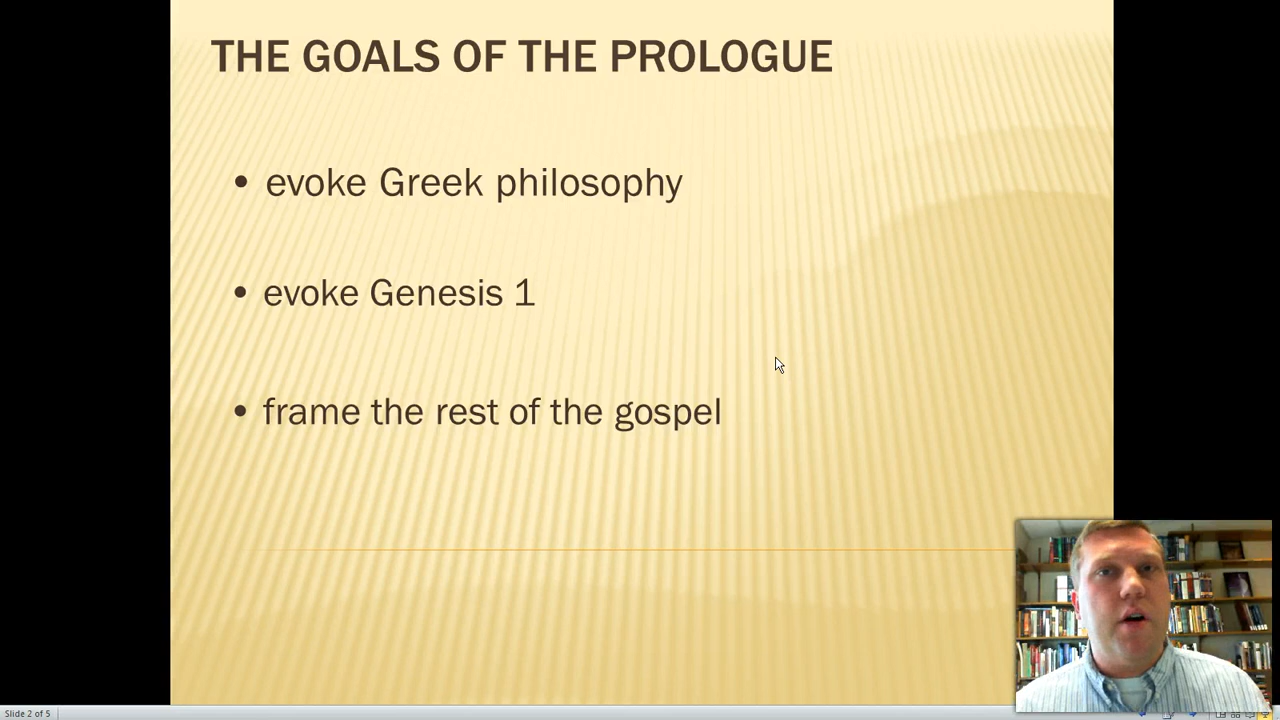 THE GOALS OF THE PROLOGUE
• evoke Greek philosophy
• evoke Genesis 1
• frame the rest of the gospel
Slide 2 of 5